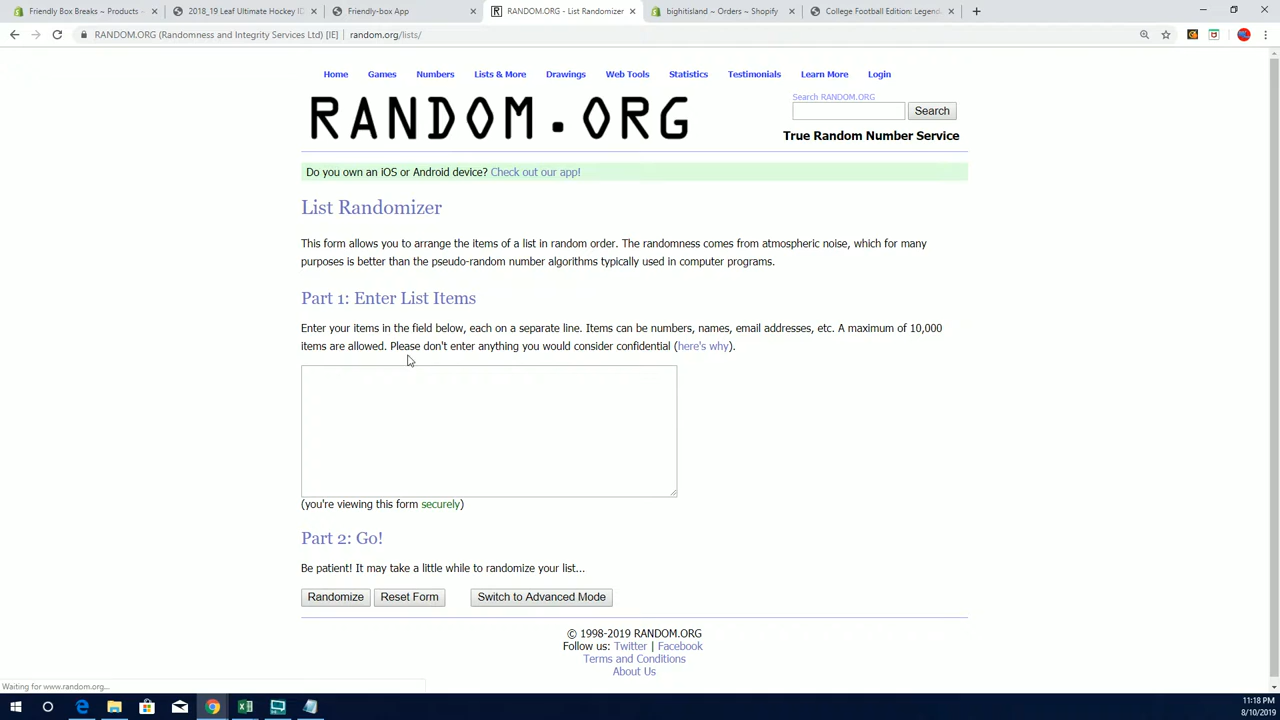 Friendly Box Breaks ~ Products ~
2018_19 Leaf Ultimate Hockey ID
Friendly-box App
RANDOM.ORG - List Randomizer
bighitisland ~ Orders ~ Shopify
College Football Edition: Legend
RANDOM.ORG (Randomness and Integrity Services Ltd) [IE] | random.org/lists/
Home Games Numbers Lists & More Drawings Web Tools Statistics Testimonials Learn More Login
RANDOM.ORG
Search RANDOM.ORG
Search
True Random Number Service
Do you own an iOS or Android device? Check out our app!
List Randomizer
This form allows you to arrange the items of a list in random order. The randomness comes from atmospheric noise, which for many
purposes is better than the pseudo-random number algorithms typically used in computer programs.
Part 1: Enter List Items
Enter your items in the field below, each on a separate line. Items can be numbers, names, email addresses, etc. A maximum of 10,000
items are allowed. Please don't enter anything you would consider confidential (here's why).
(you're viewing this form securely)
Part 2: Go!
Be patient! It may take a little while to randomize your list...
Randomize Reset Form Switch to Advanced Mode
© 1998-2019 RANDOM.ORG
Follow us: Twitter | Facebook
Terms and Conditions
About Us
Waiting for www.random.org...
11:18 PM
8/10/2019